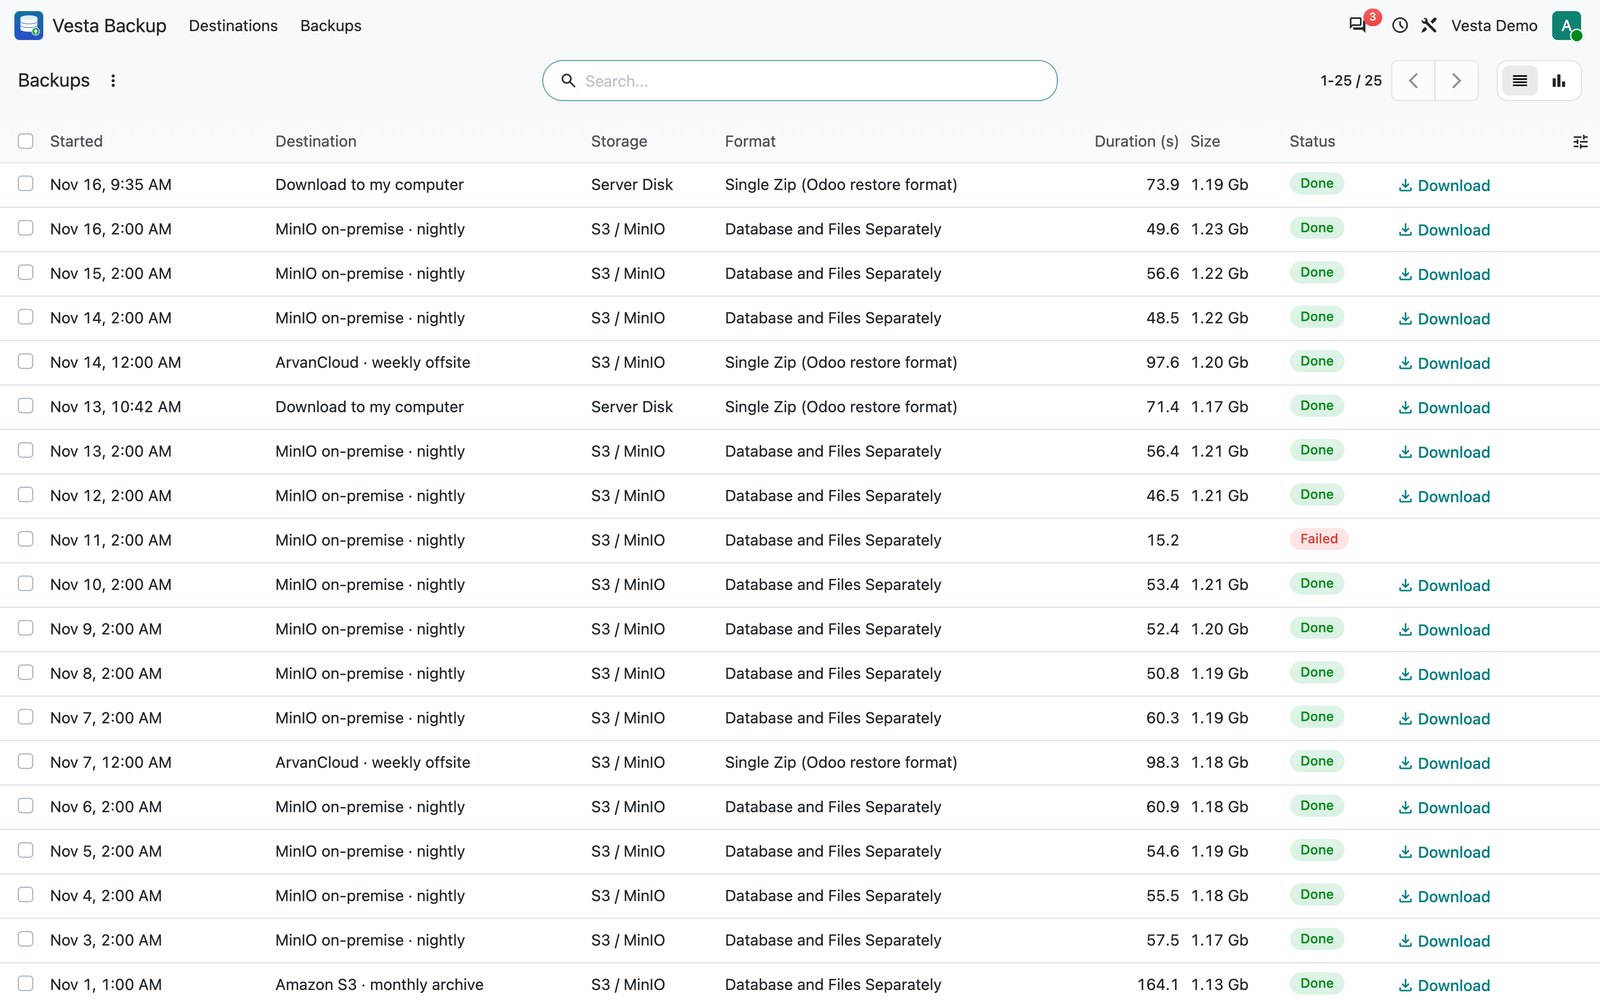 Vesta Backup Destinations Backups 3 Vesta Demo A
Backups Search... 1-25 / 25
Started Destination Storage Format Duration (s) Size Status
Nov 16, 9:35 AM Download to my computer Server Disk Single Zip (Odoo restore format) 73.9 1.19 Gb Done Download
Nov 16, 2:00 AM MinIO on-premise · nightly S3 / MinIO Database and Files Separately 49.6 1.23 Gb Done Download
Nov 15, 2:00 AM MinIO on-premise · nightly S3 / MinIO Database and Files Separately 56.6 1.22 Gb Done Download
Nov 14, 2:00 AM MinIO on-premise · nightly S3 / MinIO Database and Files Separately 48.5 1.22 Gb Done Download
Nov 14, 12:00 AM ArvanCloud · weekly offsite S3 / MinIO Single Zip (Odoo restore format) 97.6 1.20 Gb Done Download
Nov 13, 10:42 AM Download to my computer Server Disk Single Zip (Odoo restore format) 71.4 1.17 Gb Done Download
Nov 13, 2:00 AM MinIO on-premise · nightly S3 / MinIO Database and Files Separately 56.4 1.21 Gb Done Download
Nov 12, 2:00 AM MinIO on-premise · nightly S3 / MinIO Database and Files Separately 46.5 1.21 Gb Done Download
Nov 11, 2:00 AM MinIO on-premise · nightly S3 / MinIO Database and Files Separately 15.2 Failed
Nov 10, 2:00 AM MinIO on-premise · nightly S3 / MinIO Database and Files Separately 53.4 1.21 Gb Done Download
Nov 9, 2:00 AM MinIO on-premise · nightly S3 / MinIO Database and Files Separately 52.4 1.20 Gb Done Download
Nov 8, 2:00 AM MinIO on-premise · nightly S3 / MinIO Database and Files Separately 50.8 1.19 Gb Done Download
Nov 7, 2:00 AM MinIO on-premise · nightly S3 / MinIO Database and Files Separately 60.3 1.19 Gb Done Download
Nov 7, 12:00 AM ArvanCloud · weekly offsite S3 / MinIO Single Zip (Odoo restore format) 98.3 1.18 Gb Done Download
Nov 6, 2:00 AM MinIO on-premise · nightly S3 / MinIO Database and Files Separately 60.9 1.18 Gb Done Download
Nov 5, 2:00 AM MinIO on-premise · nightly S3 / MinIO Database and Files Separately 54.6 1.19 Gb Done Download
Nov 4, 2:00 AM MinIO on-premise · nightly S3 / MinIO Database and Files Separately 55.5 1.18 Gb Done Download
Nov 3, 2:00 AM MinIO on-premise · nightly S3 / MinIO Database and Files Separately 57.5 1.17 Gb Done Download
Nov 1, 1:00 AM Amazon S3 · monthly archive S3 / MinIO Database and Files Separately 164.1 1.13 Gb Done Download